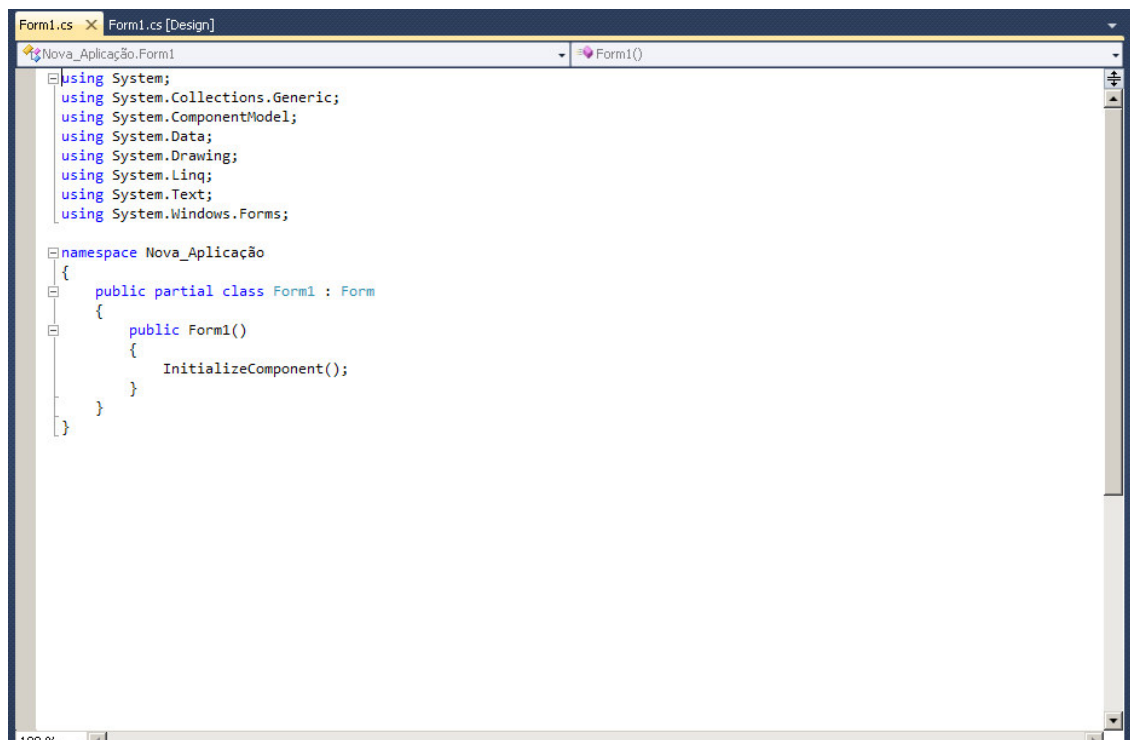 Form1.cs Form1.cs [Design]
Nova_Aplicação.Form1 Form1()
using System;
using System.Collections.Generic;
using System.ComponentModel;
using System.Data;
using System.Drawing;
using System.Linq;
using System.Text;
using System.Windows.Forms;
namespace Nova_Aplicação
{
public partial class Form1 : Form
{
public Form1()
{
InitializeComponent();
}
}
}